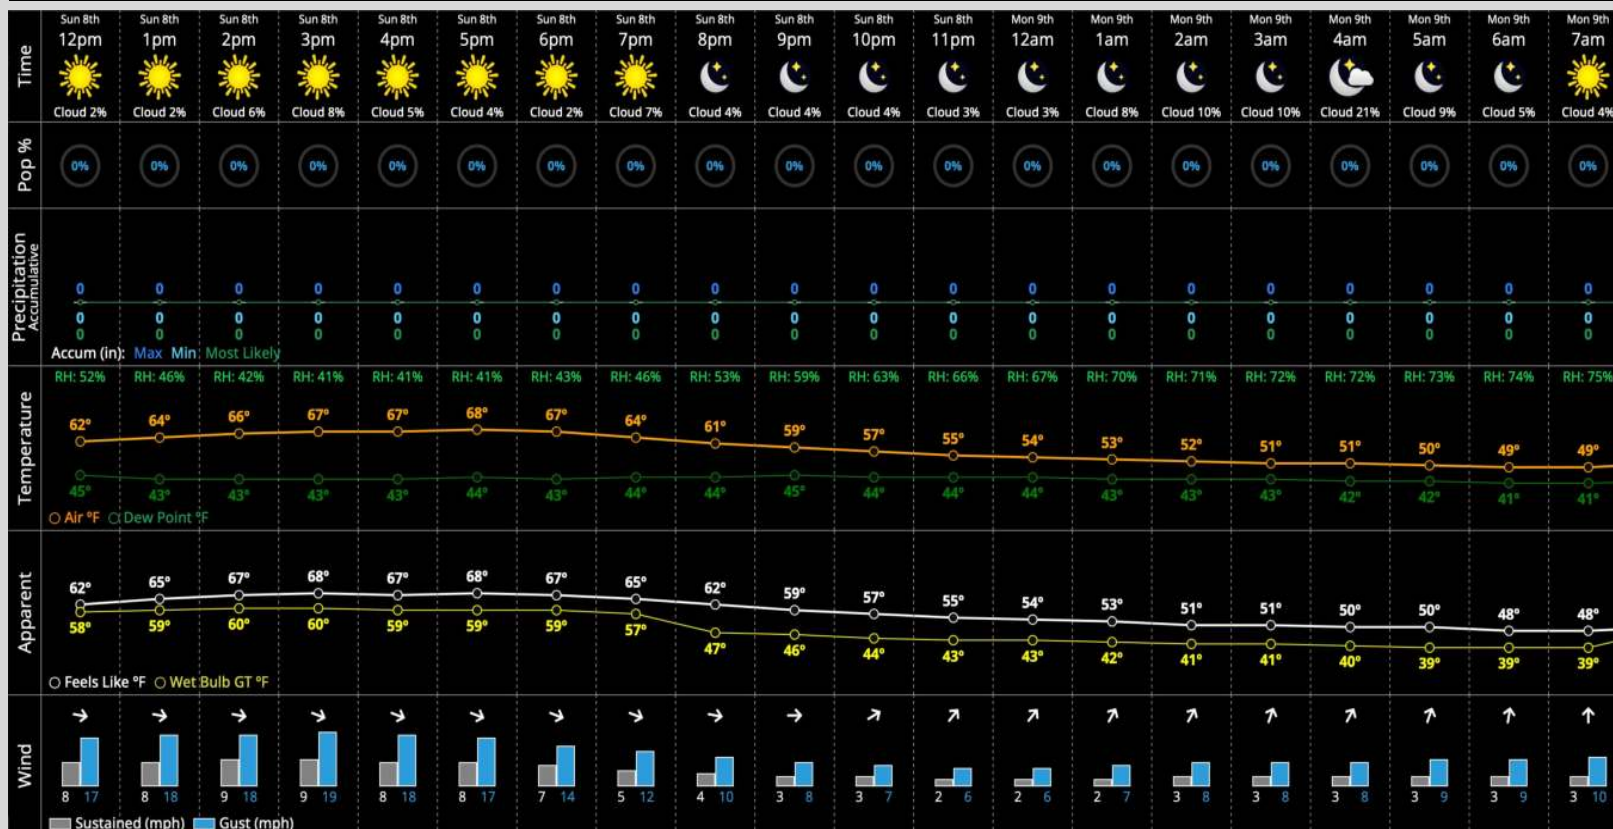 Sun 8th Sun 8th Sun 8th Sun 8th Sun 8th Sun 8th Sun 8th Sun 8th Sun 8th Sun 8th Sun 8th Sun 8th Mon 9th Mon 9th Mon 9th Mon 9th Mon 9th Mon 9th Mon 9th Mon 9th
12pm 1pm 2pm 3pm 4pm 5pm 6pm 7pm 8pm 9pm 10pm 11pm 12am 1am 2am 3am 4am 5am 6am 7am
Time
Cloud 2% Cloud 2% Cloud 6% Cloud 8% Cloud 5% Cloud 4% Cloud 2% Cloud 7% Cloud 4% Cloud 4% Cloud 4% Cloud 3% Cloud 3% Cloud 8% Cloud 10% Cloud 10% Cloud 21% Cloud 9% Cloud 5% Cloud 4%
Pop %
0% 0% 0% 0% 0% 0% 0% 0% 0% 0% 0% 0% 0% 0% 0% 0% 0% 0% 0% 0%
Precipitation
Accumulative
0 0 0 0 0 0 0 0 0 0 0 0 0 0 0 0 0 0 0 0
0 0 0 0 0 0 0 0 0 0 0 0 0 0 0 0 0 0 0 0
0 0 0 0 0 0 0 0 0 0 0 0 0 0 0 0 0 0 0 0
Accum (in): Max Min Most Likely
Temperature
RH: 52% RH: 46% RH: 42% RH: 41% RH: 41% RH: 41% RH: 43% RH: 46% RH: 53% RH: 59% RH: 63% RH: 66% RH: 67% RH: 70% RH: 71% RH: 72% RH: 72% RH: 73% RH: 74% RH: 75%
62° 64° 66° 67° 67° 68° 67° 64° 61° 59° 57° 55° 54° 53° 52° 51° 51° 50° 49° 49°
45° 43° 43° 43° 43° 44° 43° 44° 44° 45° 44° 44° 44° 43° 43° 43° 42° 42° 41° 41°
Air °F Dew Point °F
Apparent
62° 65° 67° 68° 67° 68° 67° 65° 62° 59° 57° 55° 54° 53° 51° 51° 50° 50° 48° 48°
58° 59° 60° 60° 59° 59° 59° 57° 47° 46° 44° 43° 43° 42° 41° 41° 40° 39° 39° 39°
Feels Like °F Wet Bulb GT °F
Wind
8 17 8 18 9 18 9 19 8 18 8 17 7 14 5 12 4 10 3 8 3 7 2 6 2 6 2 7 3 8 3 8 3 8 3 9 3 9 3 10
Sustained (mph) Gust (mph)